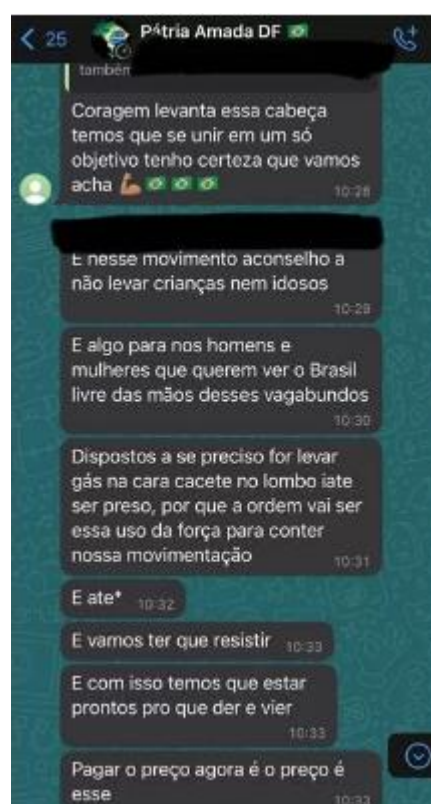 25
Pátria Amada DF 🇧🇷
também
Coragem levanta essa cabeça
temos que se unir em um só
objetivo tenho certeza que vamos
acha 💪🏽 🇧🇷 🇧🇷 🇧🇷
10:28
E nesse movimento aconselho a
não levar crianças nem idosos
10:29
E algo para nos homens e
mulheres que querem ver o Brasil
livre das mãos desses vagabundos
10:30
Dispostos a se preciso for levar
gás na cara cacete no lombo iate
ser preso, por que a ordem vai ser
essa uso da força para conter
nossa movimentação
10:31
E ate* 10:32
E vamos ter que resistir 10:33
E com isso temos que estar
prontos pro que der e vier
10:33
Pagar o preço agora é o preço é
esse
10:33